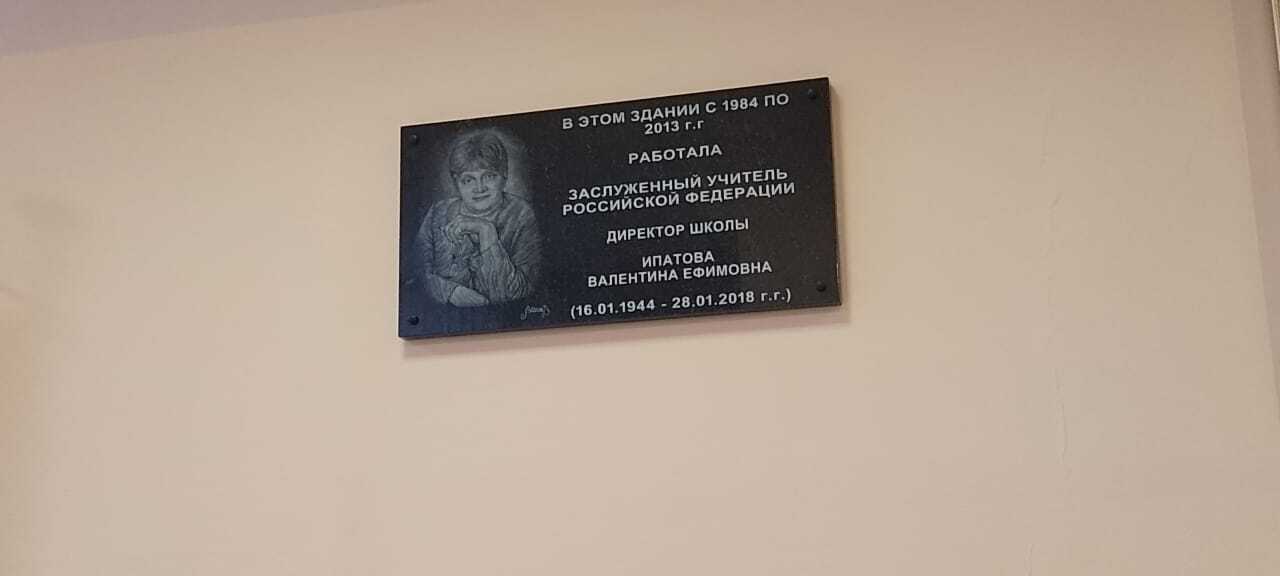 В ЭТОМ ЗДАНИИ С 1984 ПО
2013 г.г
РАБОТАЛА
ЗАСЛУЖЕННЫЙ УЧИТЕЛЬ
РОССИЙСКОЙ ФЕДЕРАЦИИ
ДИРЕКТОР ШКОЛЫ
ИПАТОВА
ВАЛЕНТИНА ЕФИМОВНА
(16.01.1944 - 28.01.2018 г.г.)